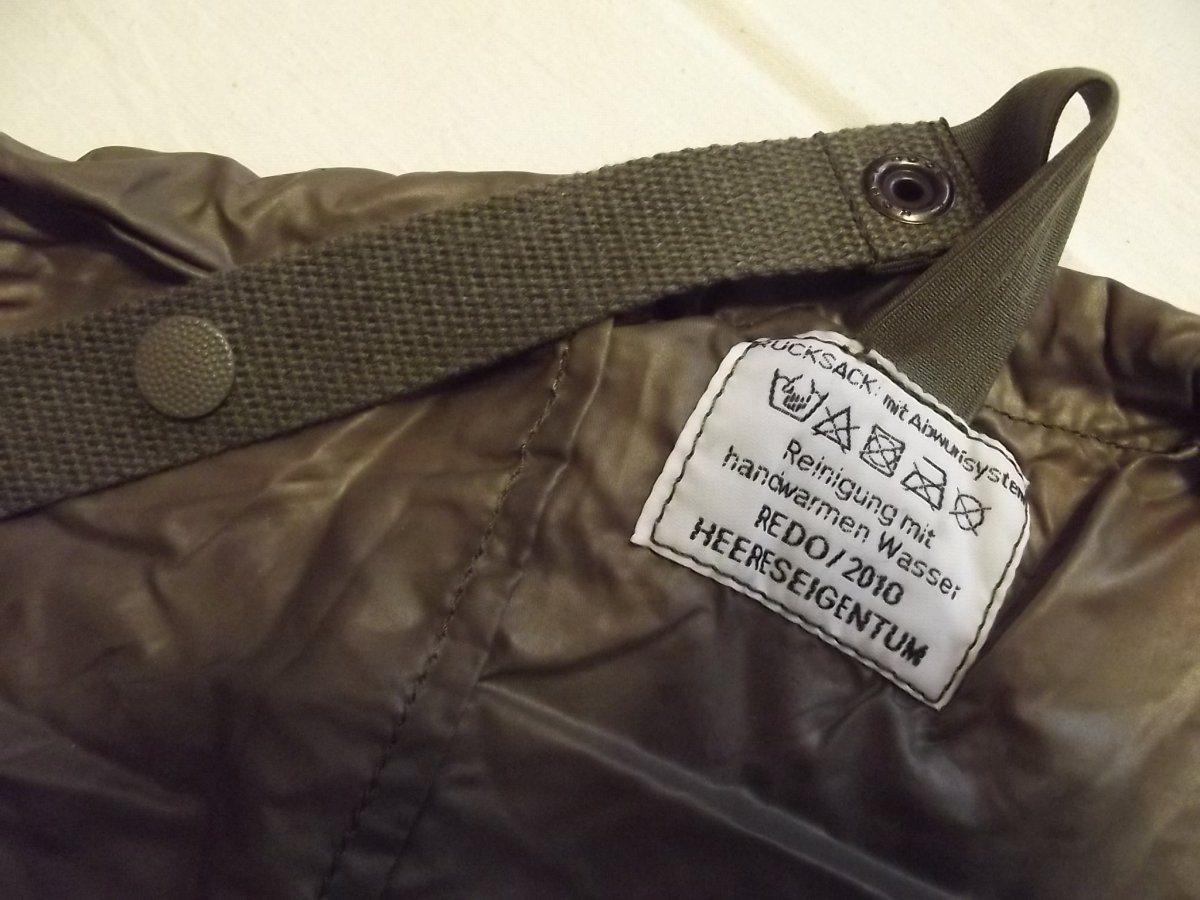 RUCKSACK: mit Abwurfsystem
Reinigung mit
handwarmen Wasser
REDO/2010
HEERESEIGENTUM